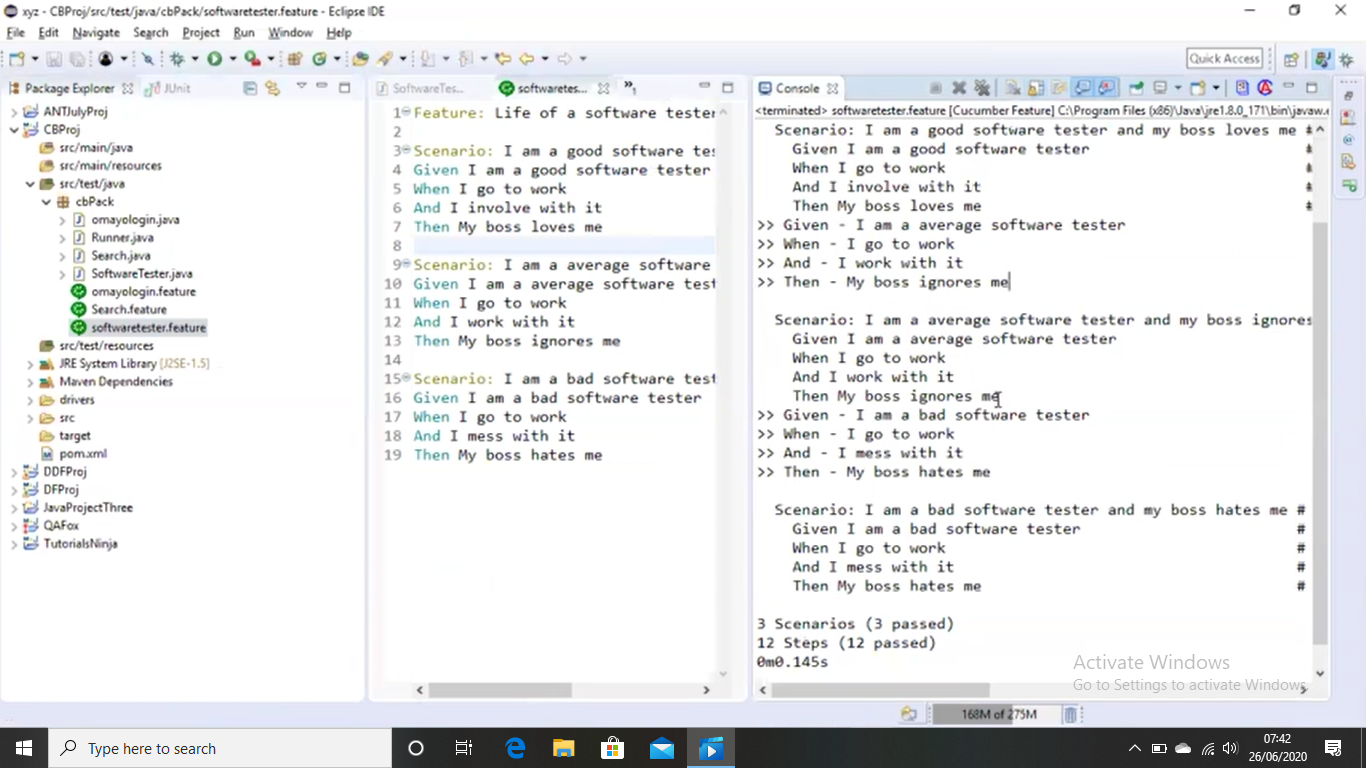 xyz - CBProj/src/test/java/cbPack/softwaretester.feature - Eclipse IDE
File Edit Navigate Search Project Run Window Help
Quick Access
Package Explorer JUnit
ANTJulyProj
CBProj
src/main/java
src/main/resources
src/test/java
cbPack
omayologin.java
Runner.java
Search.java
SoftwareTester.java
omayologin.feature
Search.feature
softwaretester.feature
src/test/resources
JRE System Library [J2SE-1.5]
Maven Dependencies
drivers
src
target
pom.xml
DDFProj
DFProj
JavaProjectThree
QAFox
TutorialsNinja
SoftwareTes... softwaretes... »1
1 Feature: Life of a software tester
2
3 Scenario: I am a good software tes
4 Given I am a good software tester
5 When I go to work
6 And I involve with it
7 Then My boss loves me
8
9 Scenario: I am a average software
10 Given I am a average software test
11 When I go to work
12 And I work with it
13 Then My boss ignores me
14
15 Scenario: I am a bad software test
16 Given I am a bad software tester
17 When I go to work
18 And I mess with it
19 Then My boss hates me
Console
<terminated> softwaretester.feature [Cucumber Feature] C:\Program Files (x86)\Java\jre1.8.0_171\bin\javaw.e
Scenario: I am a good software tester and my boss loves me #
Given I am a good software tester #
When I go to work #
And I involve with it #
Then My boss loves me #
>> Given - I am a average software tester
>> When - I go to work
>> And - I work with it
>> Then - My boss ignores me
Scenario: I am a average software tester and my boss ignores
Given I am a average software tester
When I go to work
And I work with it
Then My boss ignores me
>> Given - I am a bad software tester
>> When - I go to work
>> And - I mess with it
>> Then - My boss hates me
Scenario: I am a bad software tester and my boss hates me #
Given I am a bad software tester #
When I go to work #
And I mess with it #
Then My boss hates me #
3 Scenarios (3 passed)
12 Steps (12 passed)
0m0.145s
Activate Windows
Go to Settings to activate Windows.
168M of 275M
Type here to search
07:42
26/06/2020